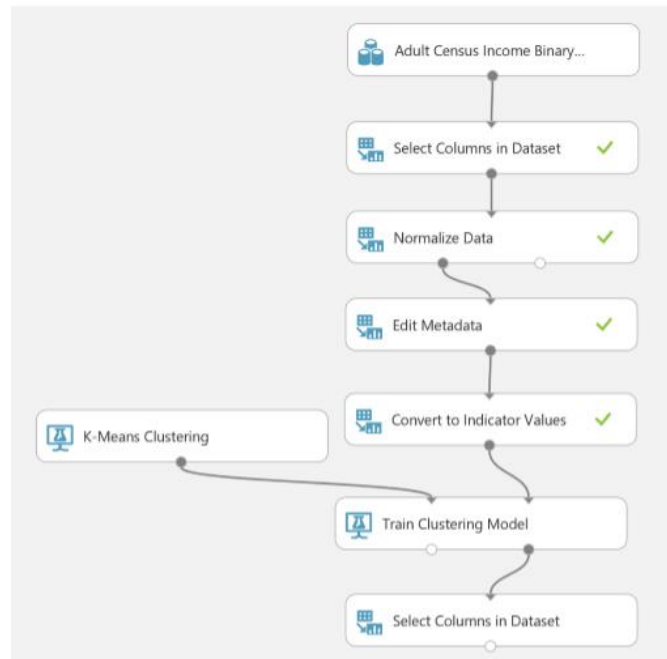 Adult Census Income Binary...
Select Columns in Dataset
Normalize Data
Edit Metadata
Convert to Indicator Values
K-Means Clustering
Train Clustering Model
Select Columns in Dataset